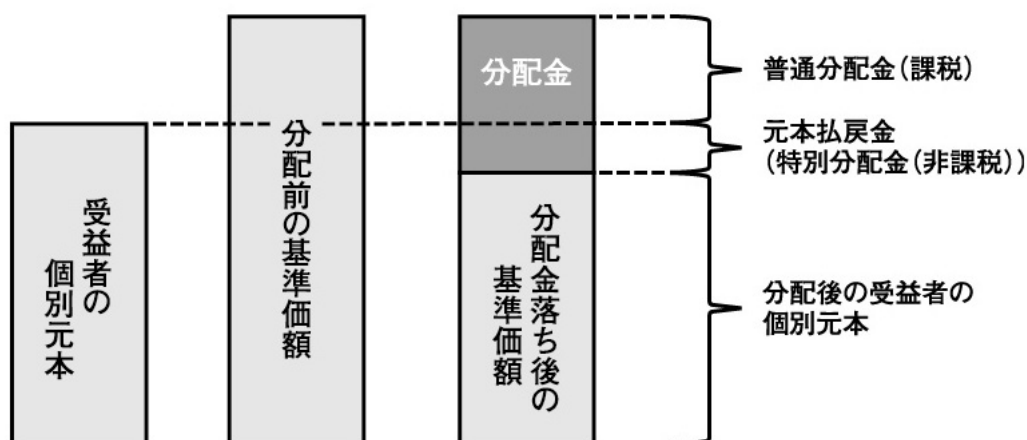 受益者の
個別元本
分配前の基準価額
分配金
分配金落ち後の
基準価額
普通分配金(課税)
元本払戻金
(特別分配金(非課税))
分配後の受益者の
個別元本